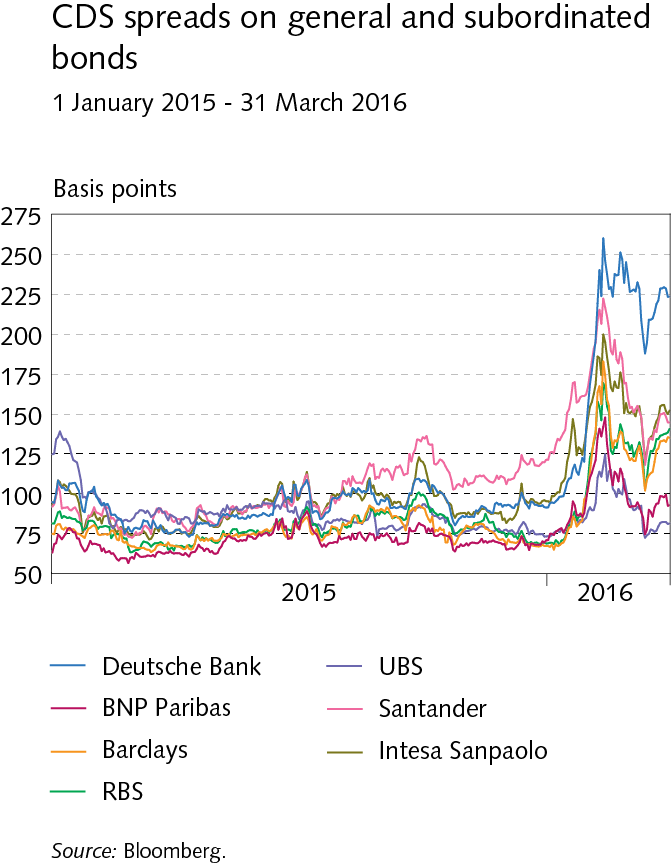 CDS spreads on general and subordinated
bonds
1 January 2015 - 31 March 2016
Basis points
275
250
225
200
175
150
125
100
75
50
2015
2016
Deutsche Bank
BNP Paribas
Barclays
RBS
UBS
Santander
Intesa Sanpaolo
Source: Bloomberg.